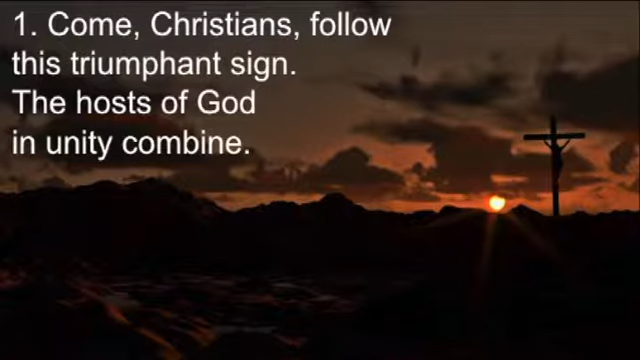 1. Come, Christians, follow
this triumphant sign.
The hosts of God
in unity combine.